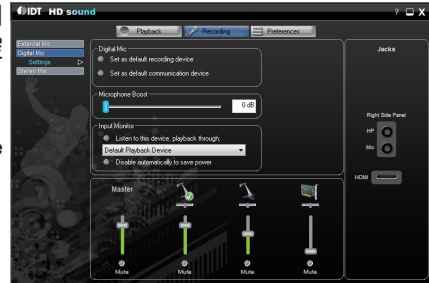 IDT HD sound
? X
Playback
Recording
Preferences
External Mic
Digital Mic
Settings
Stereo Mix
Digital Mic
Set as default recording device
Set as default communication device
Microphone Boost
0 dB
Input Monitor
Listen to this device, playback through:
Default Playback Device
Disable automatically to save power
Master
Mute
Mute
Mute
Mute
Jacks
Right Side Panel
HP
Mic
HDMI